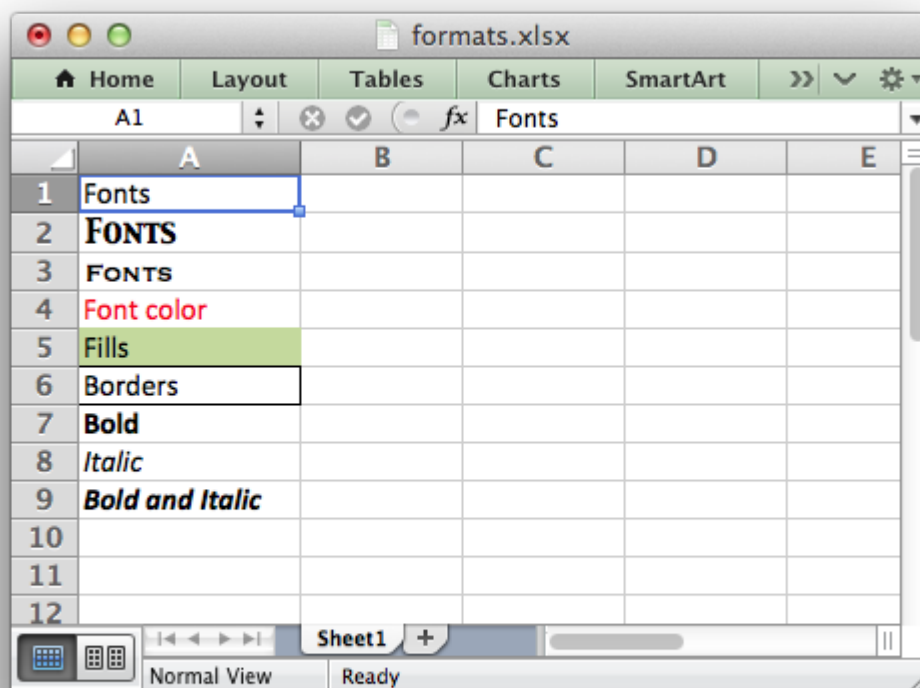 formats.xlsx
Home Layout Tables Charts SmartArt
A1 fx Fonts
A B C D E
1 Fonts
2 FONTS
3 FONTS
4 Font color
5 Fills
6 Borders
7 Bold
8 Italic
9 Bold and Italic
10
11
12
Sheet1 +
Normal View Ready